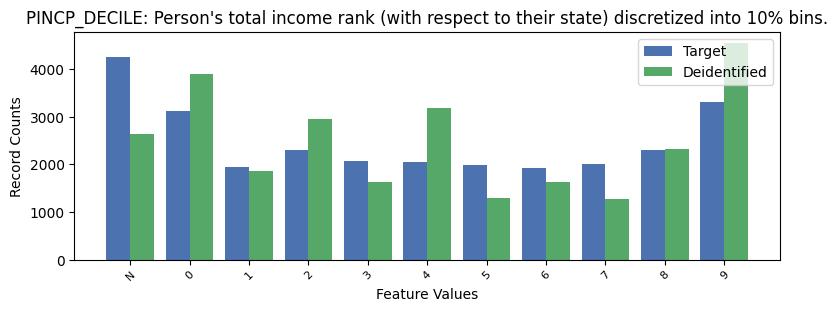 PINCP_DECILE: Person's total income rank (with respect to their state) discretized into 10% bins.
Target
Deidentified
Record Counts
4000
3000
2000
1000
0
N 0 1 2 3 4 5 6 7 8 9
Feature Values